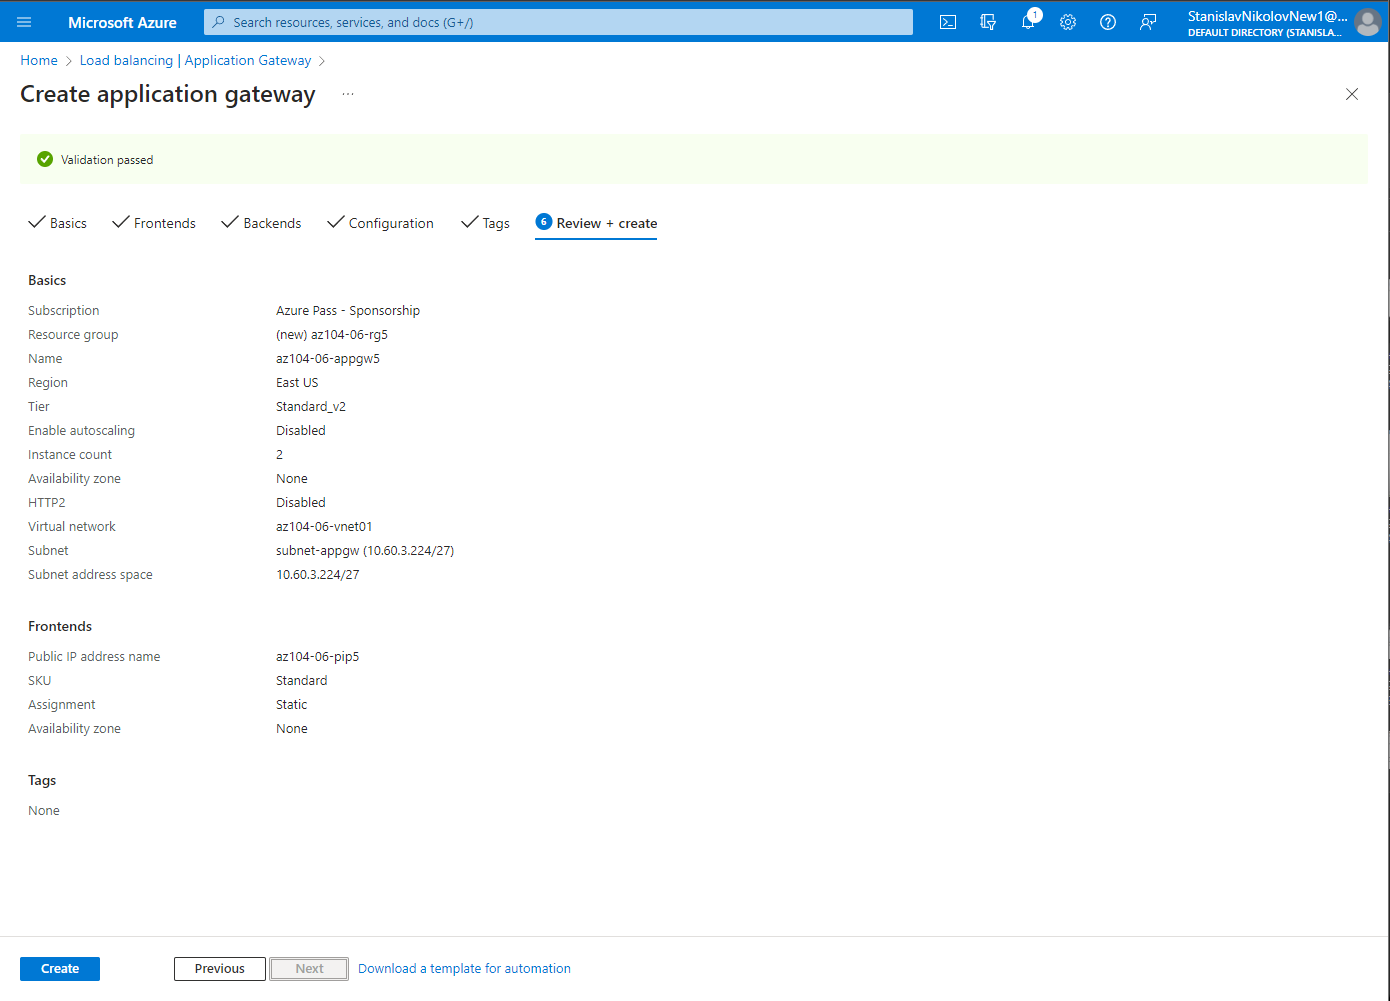 Microsoft Azure
Search resources, services, and docs (G+/)
1
StanislavNikolovNew1@...
DEFAULT DIRECTORY (STANISLA...
Home > Load balancing | Application Gateway >
Create application gateway ...
Validation passed
Basics Frontends Backends Configuration Tags 6 Review + create
Basics
Subscription Azure Pass - Sponsorship
Resource group (new) az104-06-rg5
Name az104-06-appgw5
Region East US
Tier Standard_v2
Enable autoscaling Disabled
Instance count 2
Availability zone None
HTTP2 Disabled
Virtual network az104-06-vnet01
Subnet subnet-appgw (10.60.3.224/27)
Subnet address space 10.60.3.224/27
Frontends
Public IP address name az104-06-pip5
SKU Standard
Assignment Static
Availability zone None
Tags
None
Create Previous Next Download a template for automation